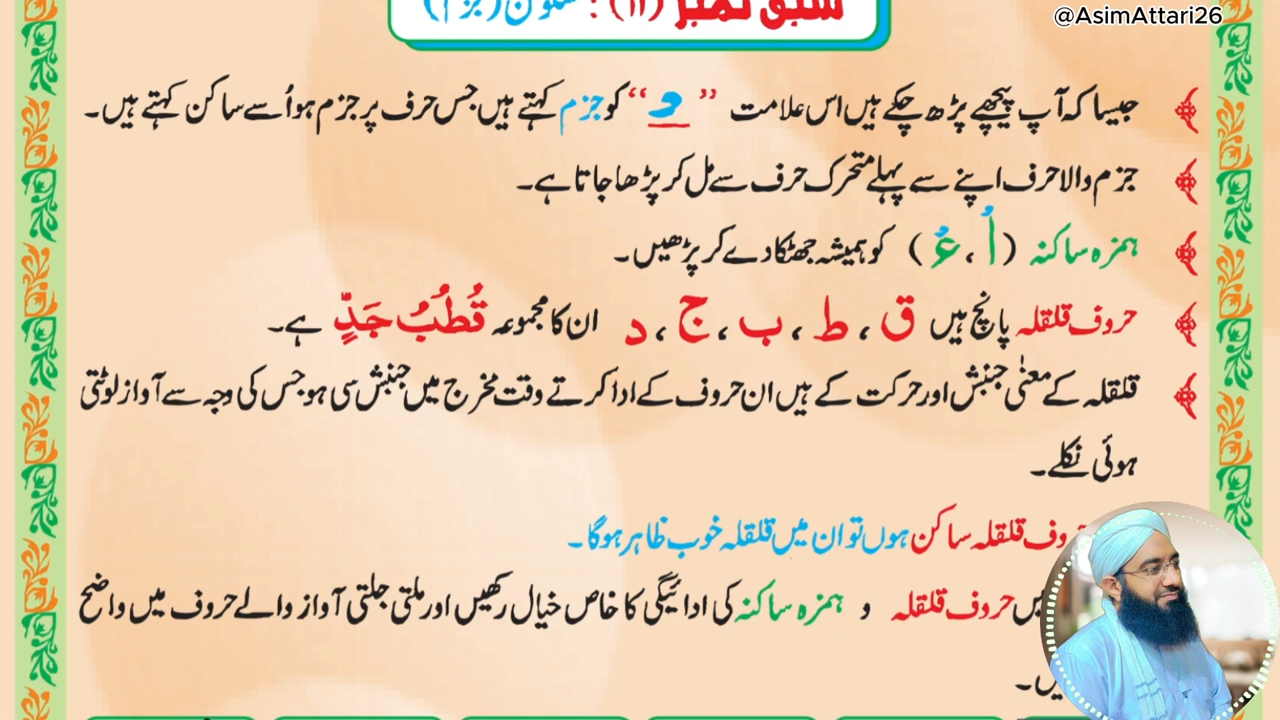 @AsimAttari26
سبق نمبر (۱۱) : سکون (جزم)
جیسا کہ آپ پیچھے پڑھ چکے ہیں اس علامت ” “ کو جزم کہتے ہیں جس حرف پر جزم ہو اُسے ساکن کہتے ہیں۔
جزم والا حرف اپنے سے پہلے متحرک حرف سے مل کر پڑھا جاتا ہے۔
ہمزہ ساکنہ (أ ، ء) کو ہمیشہ جھٹکا دے کر پڑھیں۔
حروف قلقلہ پانچ ہیں ق ، ط ، ب ، ج ، د ان کا مجموعہ قُطُبُ جَدٍّ ہے۔
قلقلہ کے معنٰی جنبش اور حرکت کے ہیں ان حروف کے ادا کرتے وقت مخرج میں جنبش سی ہو جس کی وجہ سے آواز لوٹتی
ہوئی نکلے۔
حروف قلقلہ ساکن ہوں تو ان میں قلقلہ خوب ظاہر ہوگا۔
حروف قلقلہ و ہمزہ ساکنہ کی ادائیگی کا خاص خیال رکھیں اور ملتی جلتی آواز والے حروف میں واضح